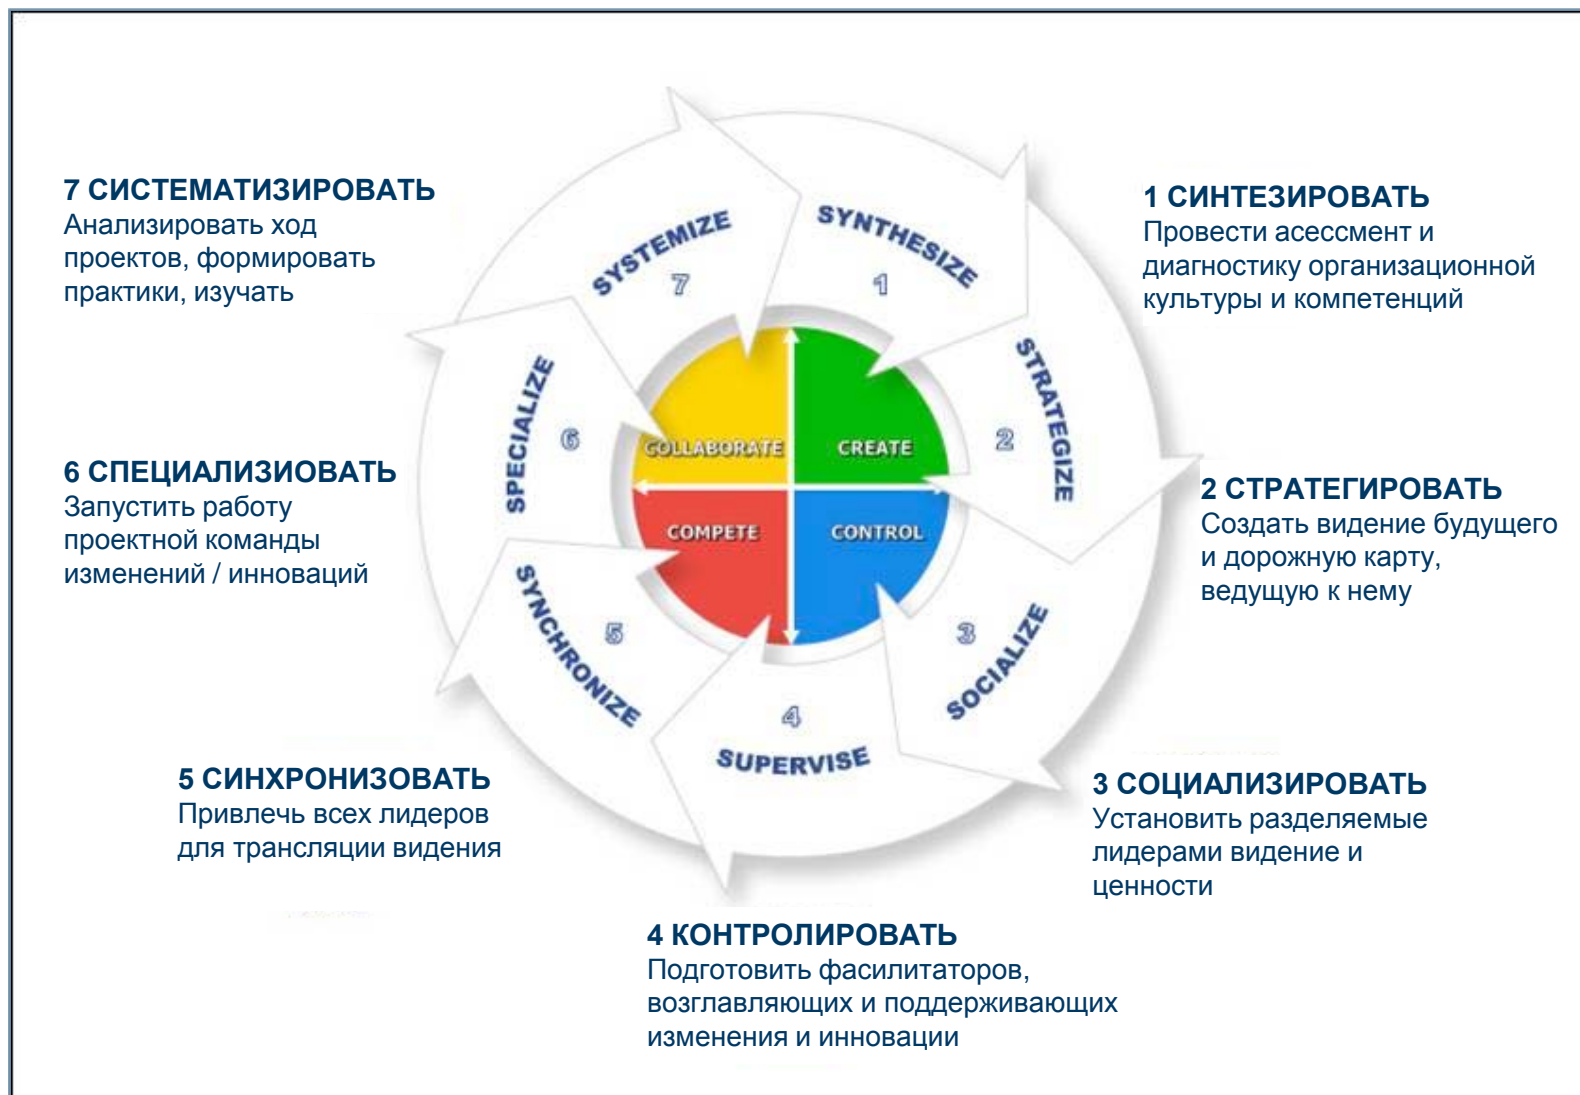 7 СИСТЕМАТИЗИРОВАТЬ
Анализировать ход
проектов, формировать
практики, изучать
1 СИНТЕЗИРОВАТЬ
Провести асессмент и
диагностику организационной
культуры и компетенций
6 СПЕЦИАЛИЗИОВАТЬ
Запустить работу
проектной команды
изменений / инноваций
2 СТРАТЕГИРОВАТЬ
Создать видение будущего
и дорожную карту,
ведущую к нему
5 СИНХРОНИЗОВАТЬ
Привлечь всех лидеров
для трансляции видения
3 СОЦИАЛИЗИРОВАТЬ
Установить разделяемые
лидерами видение и
ценности
4 КОНТРОЛИРОВАТЬ
Подготовить фасилитаторов,
возглавляющих и поддерживающих
изменения и инновации
SYNTHESIZE
1
STRATEGIZE
2
SOCIALIZE
3
SUPERVISE
4
SYNCHRONIZE
5
SPECIALIZE
6
SYSTEMIZE
7
COLLABORATE
CREATE
COMPETE
CONTROL